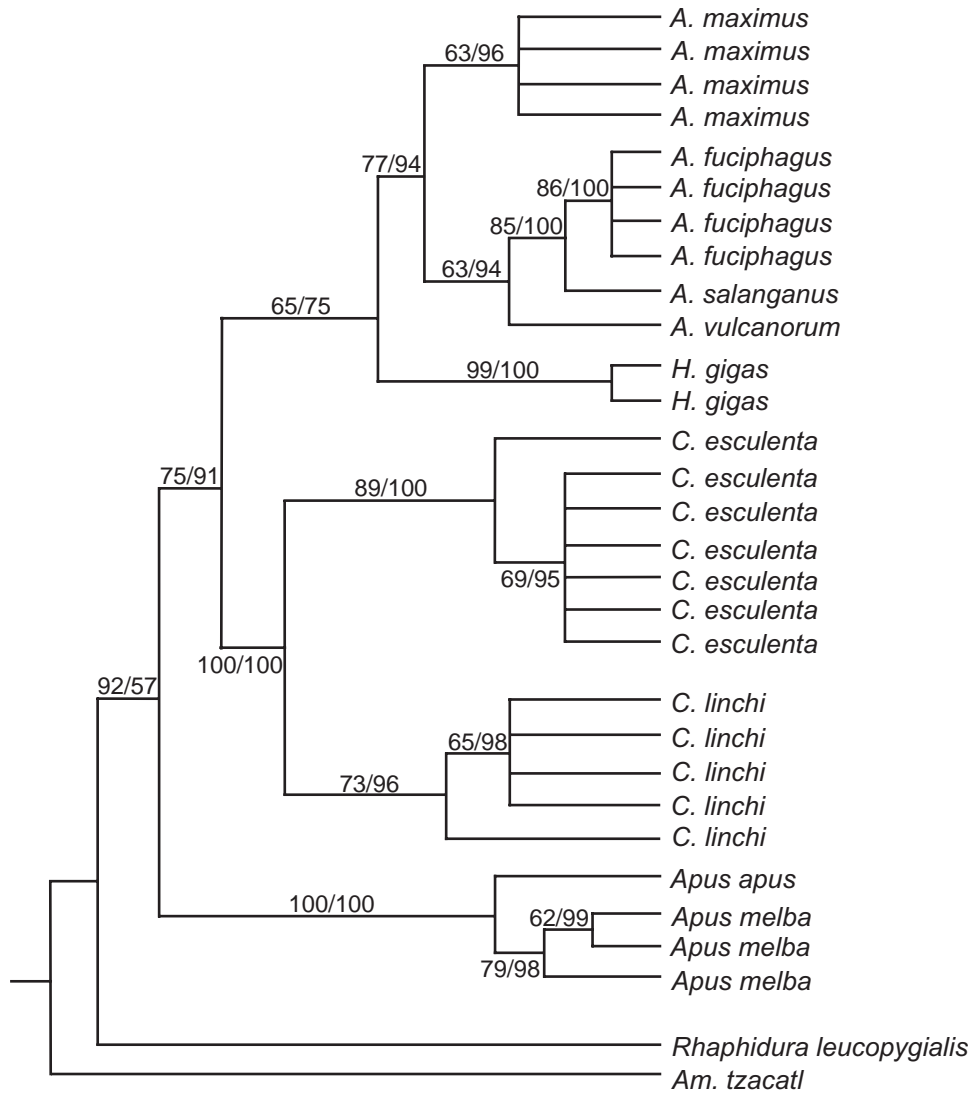 A. maximus
63/96
A. maximus
A. maximus
A. maximus
A. fuciphagus
77/94
86/100
A. fuciphagus
A. fuciphagus
85/100
A. fuciphagus
63/94
A. salanganus
65/75
A. vulcanorum
99/100
H. gigas
H. gigas
C. esculenta
75/91
C. esculenta
89/100
C. esculenta
C. esculenta
69/95
C. esculenta
C. esculenta
C. esculenta
100/100
92/57
C. linchi
65/98
C. linchi
C. linchi
73/96
C. linchi
C. linchi
Apus apus
100/100
62/99
Apus melba
Apus melba
79/98
Apus melba
Rhaphidura leucopygialis
Am. tzacatl